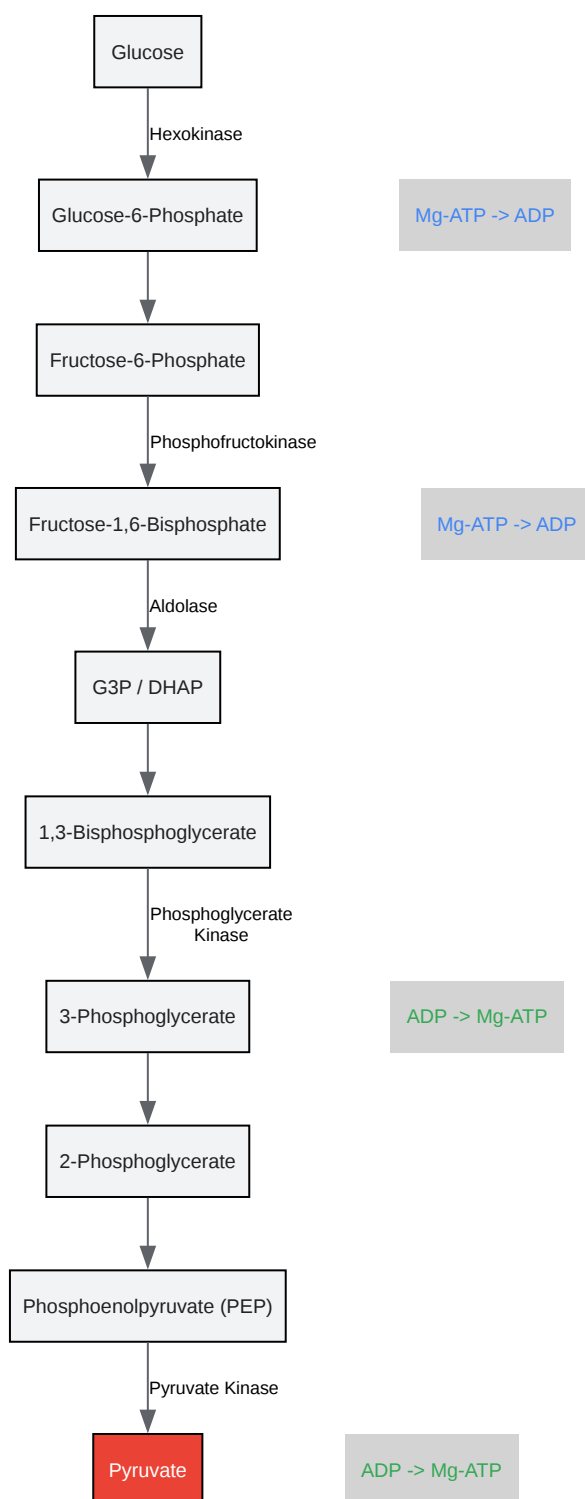 Glucose
Hexokinase
Glucose-6-Phosphate
Mg-ATP -> ADP
Fructose-6-Phosphate
Phosphofructokinase
Fructose-1,6-Bisphosphate
Mg-ATP -> ADP
Aldolase
G3P / DHAP
1,3-Bisphosphoglycerate
Phosphoglycerate
Kinase
3-Phosphoglycerate
ADP -> Mg-ATP
2-Phosphoglycerate
Phosphoenolpyruvate (PEP)
Pyruvate Kinase
Pyruvate
ADP -> Mg-ATP